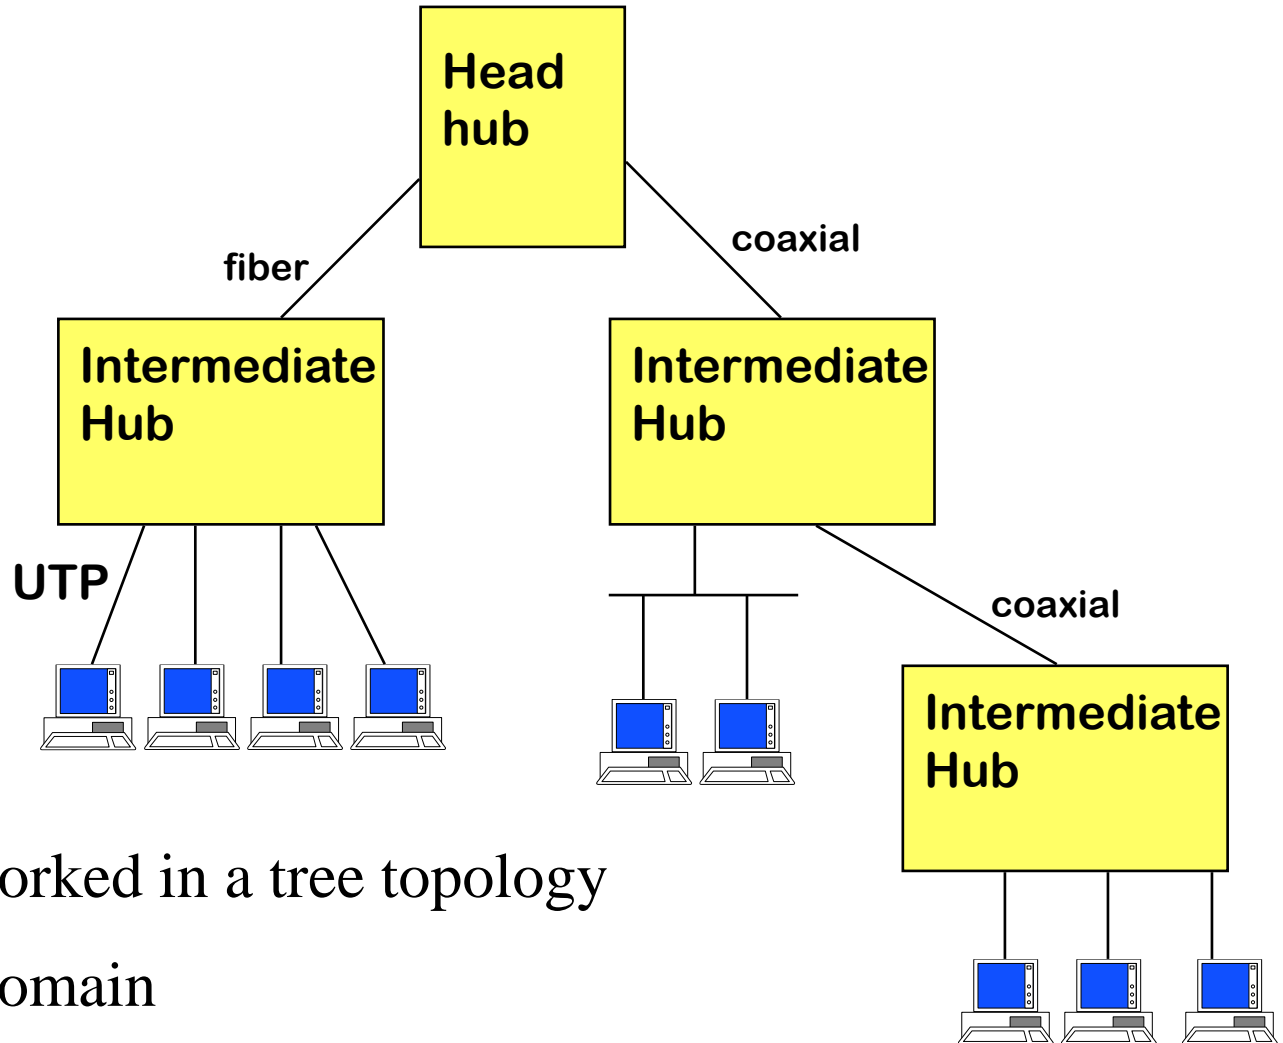 Head
hub
fiber
coaxial
Intermediate
Hub
Intermediate
Hub
UTP
coaxial
Intermediate
Hub
orked in a tree topology
omain